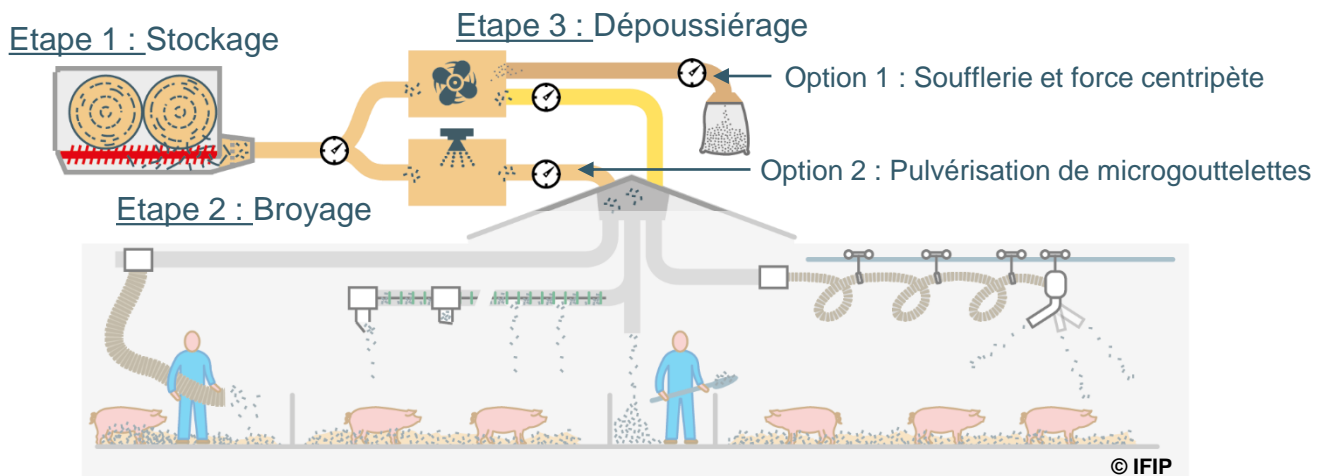 Etape 1 : Stockage
Etape 3 : Dépoussiérage
Option 1 : Soufflerie et force centripète
Option 2 : Pulvérisation de microgouttelettes
Etape 2 : Broyage
© IFIP